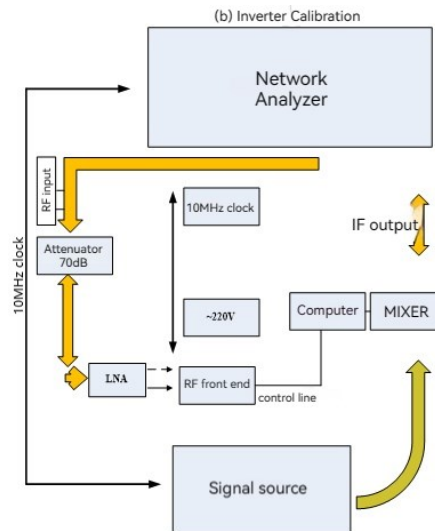 (b) Inverter Calibration
Network
Analyzer
RF input
10MHz clock
IF output
Attenuator
70dB
10MHz clock
~220V
Computer
MIXER
LNA
RF front end
control line
Signal source